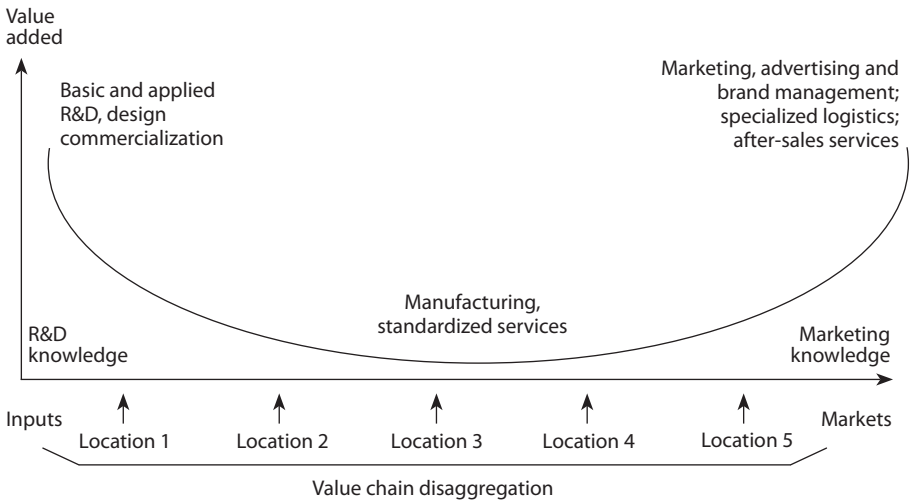 Value
added
Basic and applied
R&D, design
commercialization
Marketing, advertising and
brand management;
specialized logistics;
after-sales services
Manufacturing,
standardized services
R&D
knowledge
Marketing
knowledge
Inputs
Location 1
Location 2
Location 3
Location 4
Location 5
Markets
Value chain disaggregation